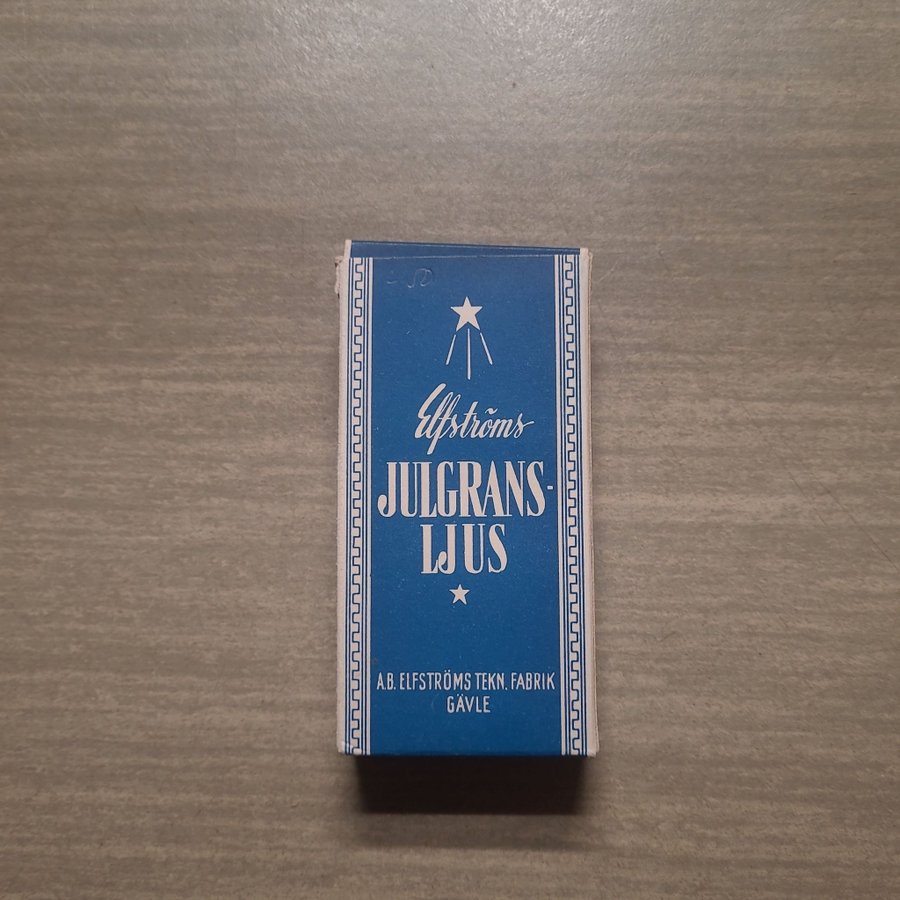 Elfströms
JULGRANS-
LJUS
A.B. ELFSTRÖMS TEKN. FABRIK
GÄVLE